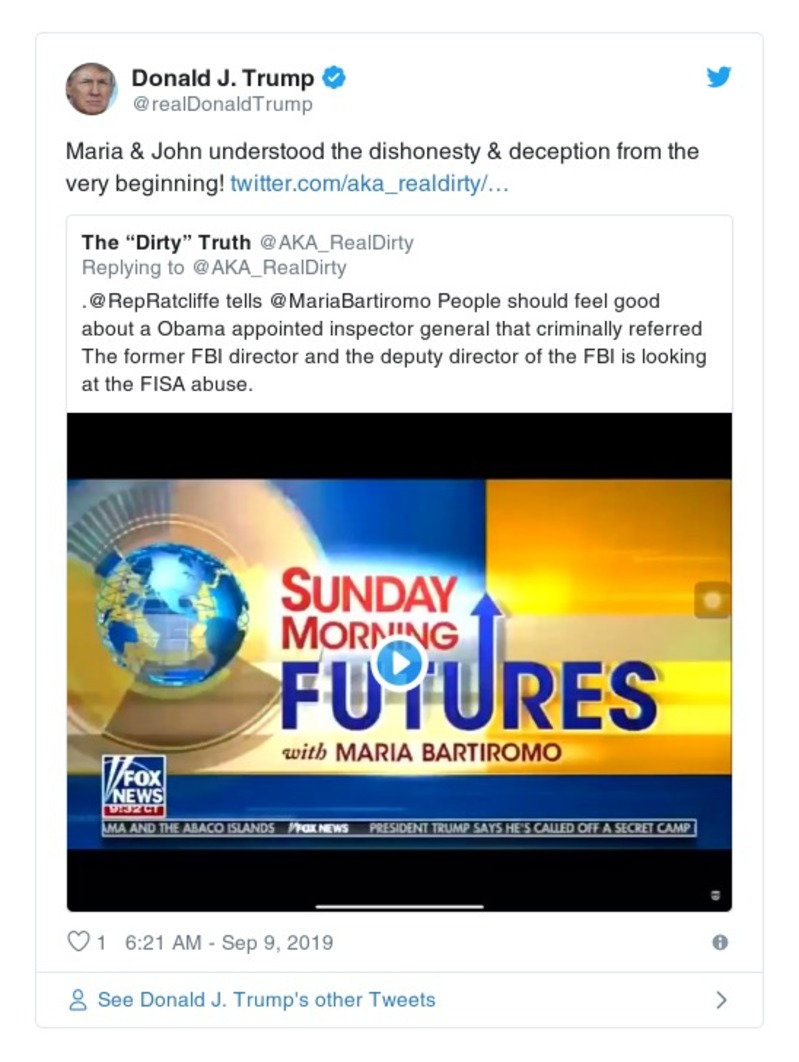 Donald J. Trump
@realDonaldTrump
Maria & John understood the dishonesty & deception from the
very beginning! twitter.com/aka_realdirty/…
The “Dirty” Truth @AKA_RealDirty
Replying to @AKA_RealDirty
.@RepRatcliffe tells @MariaBartiromo People should feel good
about a Obama appointed inspector general that criminally referred
The former FBI director and the deputy director of the FBI is looking
at the FISA abuse.
SUNDAY
MORNING
FUTURES
with MARIA BARTIROMO
FOX
NEWS
9:32 CT
MA AND THE ABACO ISLANDS FOX NEWS PRESIDENT TRUMP SAYS HE'S CALLED OFF A SECRET CAMP
1 6:21 AM - Sep 9, 2019
See Donald J. Trump's other Tweets